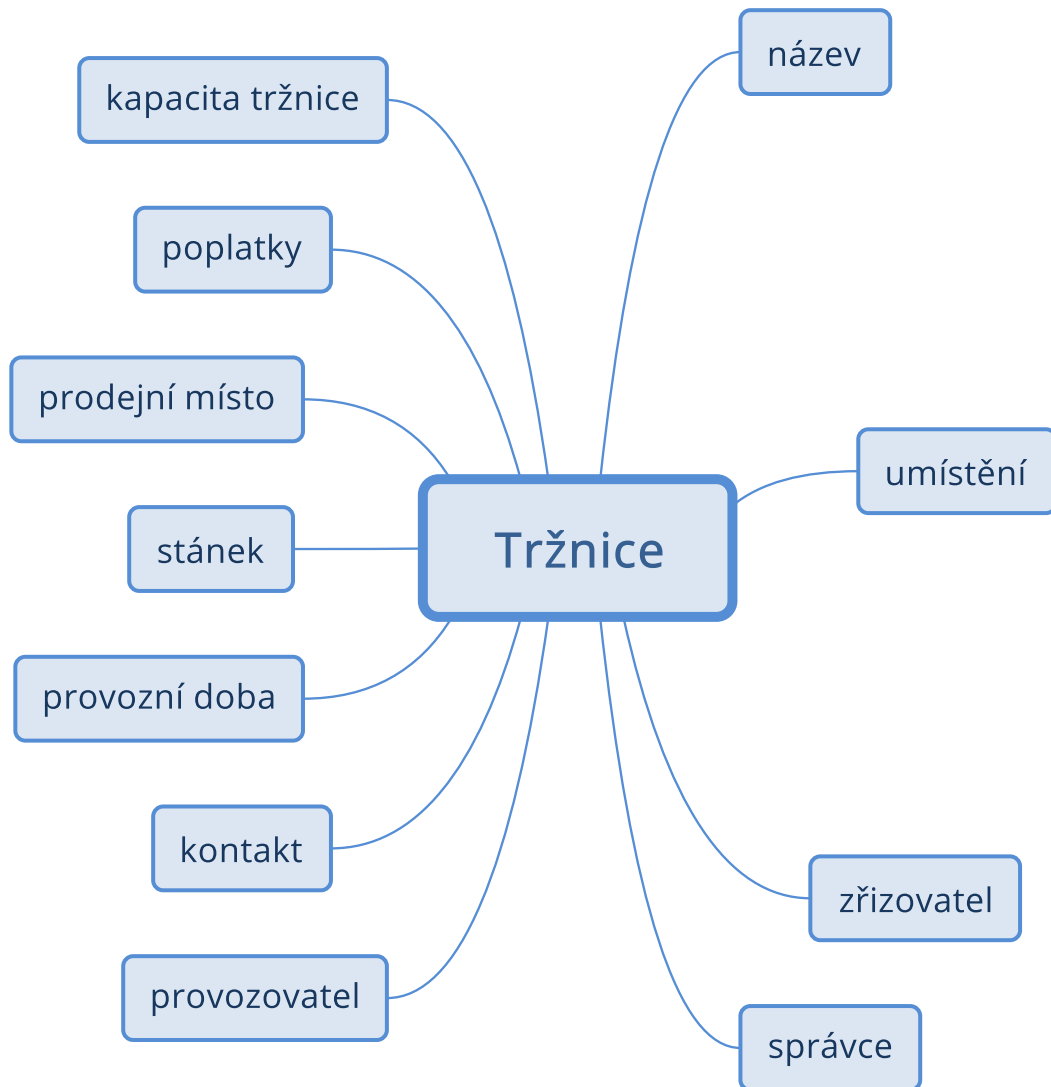 název
kapacita tržnice
poplatky
prodejní místo
umístění
Tržnice
stánek
provozní doba
kontakt
zřizovatel
provozovatel
správce